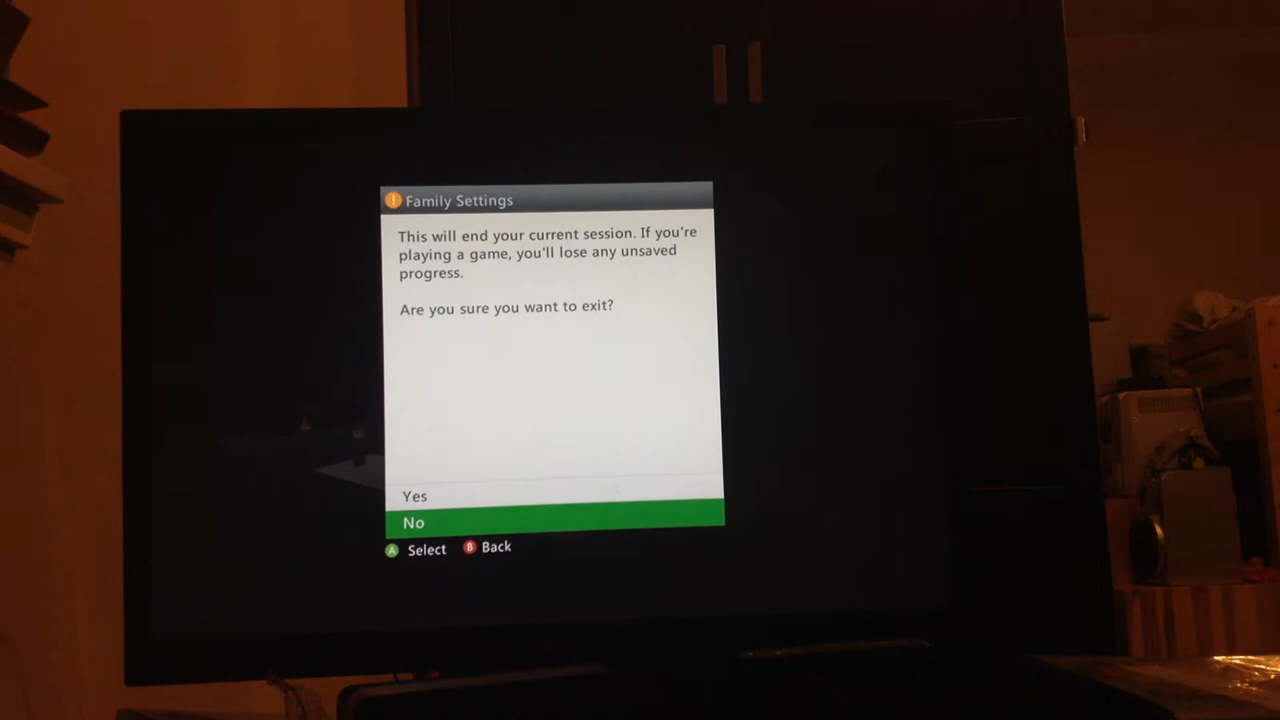 ! Family Settings
This will end your current session. If you're
playing a game, you'll lose any unsaved
progress.
Are you sure you want to exit?
Yes
No
A Select B Back